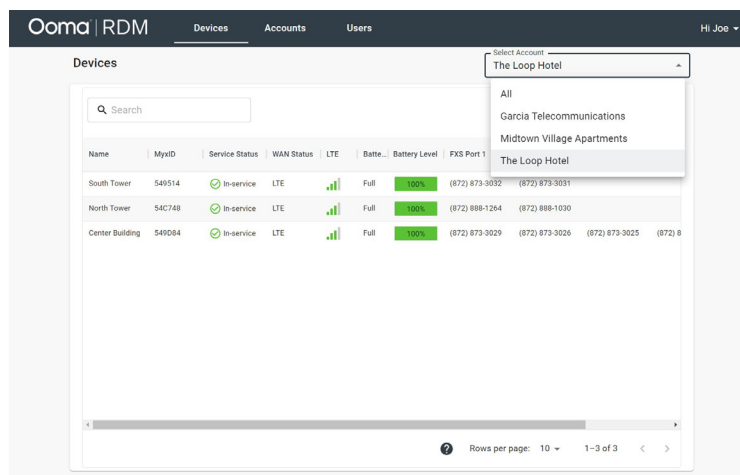 Ooma | RDM Devices Accounts Users Hi Joe
Devices
Select Account
The Loop Hotel
All
Garcia Telecommunications
Midtown Village Apartments
The Loop Hotel
Search
Name MyxID Service Status WAN Status LTE Batte... Battery Level FXS Port 1
South Tower 549514 In-service LTE Full 100% (872) 873-3032 (872) 873-3031
North Tower 54C748 In-service LTE Full 100% (872) 888-1264 (872) 888-1030
Center Building 549D84 In-service LTE Full 100% (872) 873-3029 (872) 873-3026 (872) 873-3025 (872) 8
Rows per page: 10 1–3 of 3